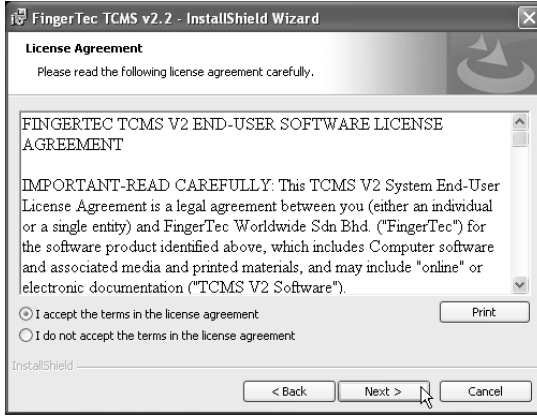 FingerTec TCMS v2.2 - InstallShield Wizard
License Agreement
Please read the following license agreement carefully.
FINGERTEC TCMS V2 END-USER SOFTWARE LICENSE
AGREEMENT
IMPORTANT-READ CAREFULLY: This TCMS V2 System End-User
License Agreement is a legal agreement between you (either an individual
or a single entity) and FingerTec Worldwide Sdn Bhd. ("FingerTec") for
the software product identified above, which includes Computer software
and associated media and printed materials, and may include "online" or
electronic documentation ("TCMS V2 Software").
I accept the terms in the license agreement
Print
I do not accept the terms in the license agreement
InstallShield
< Back
Next >
Cancel